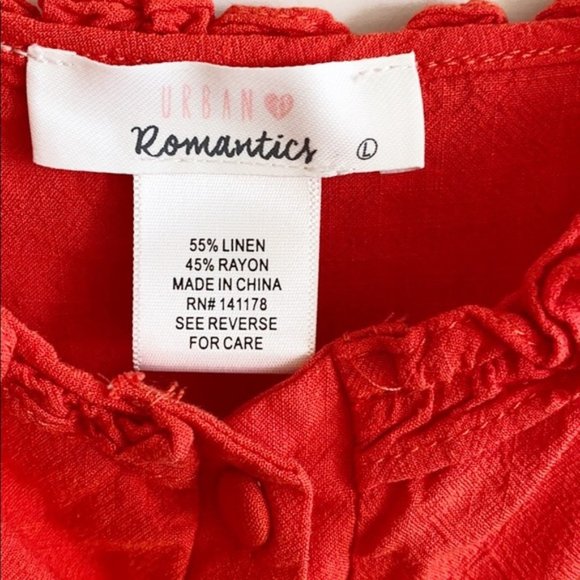 URBAN
Romantics L
55% LINEN
45% RAYON
MADE IN CHINA
RN# 141178
SEE REVERSE
FOR CARE